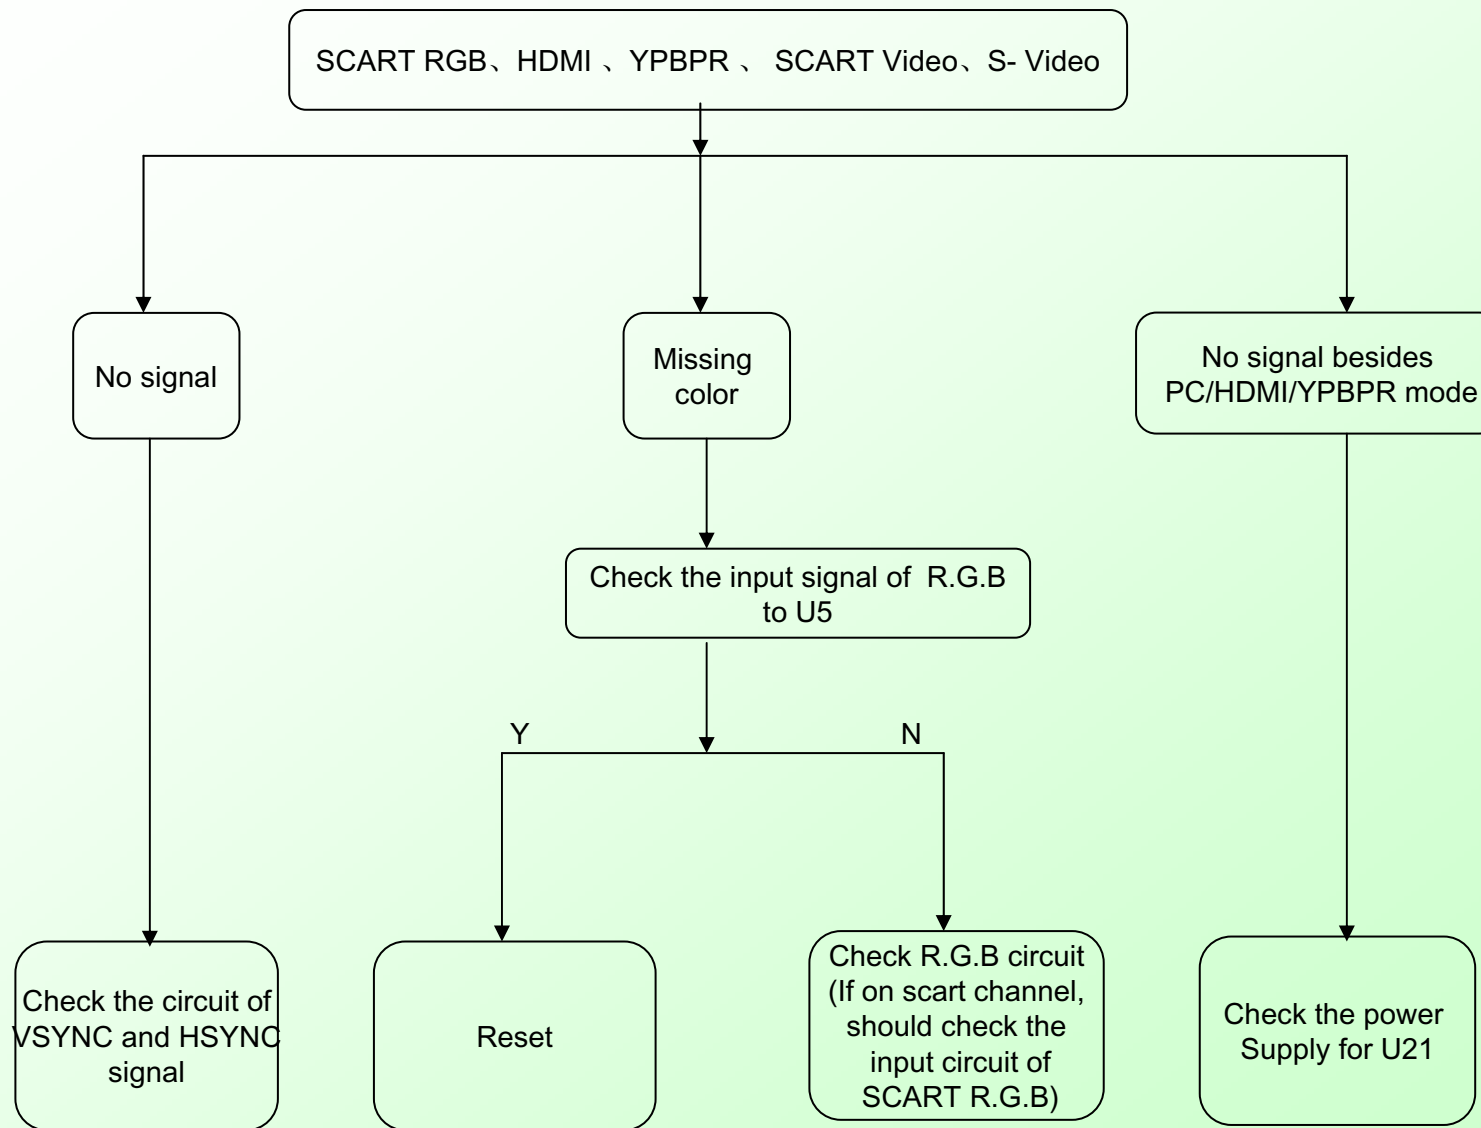 SCART RGB、HDMI 、YPBPR 、 SCART Video、S- Video
No signal
Missing
color
No signal besides
PC/HDMI/YPBPR mode
Check the input signal of  R.G.B
to U5
Y
N
Check the circuit of
VSYNC and HSYNC
signal
Reset
Check R.G.B circuit
(If on scart channel,
should check the
input circuit of
SCART R.G.B)
Check the power
Supply for U21